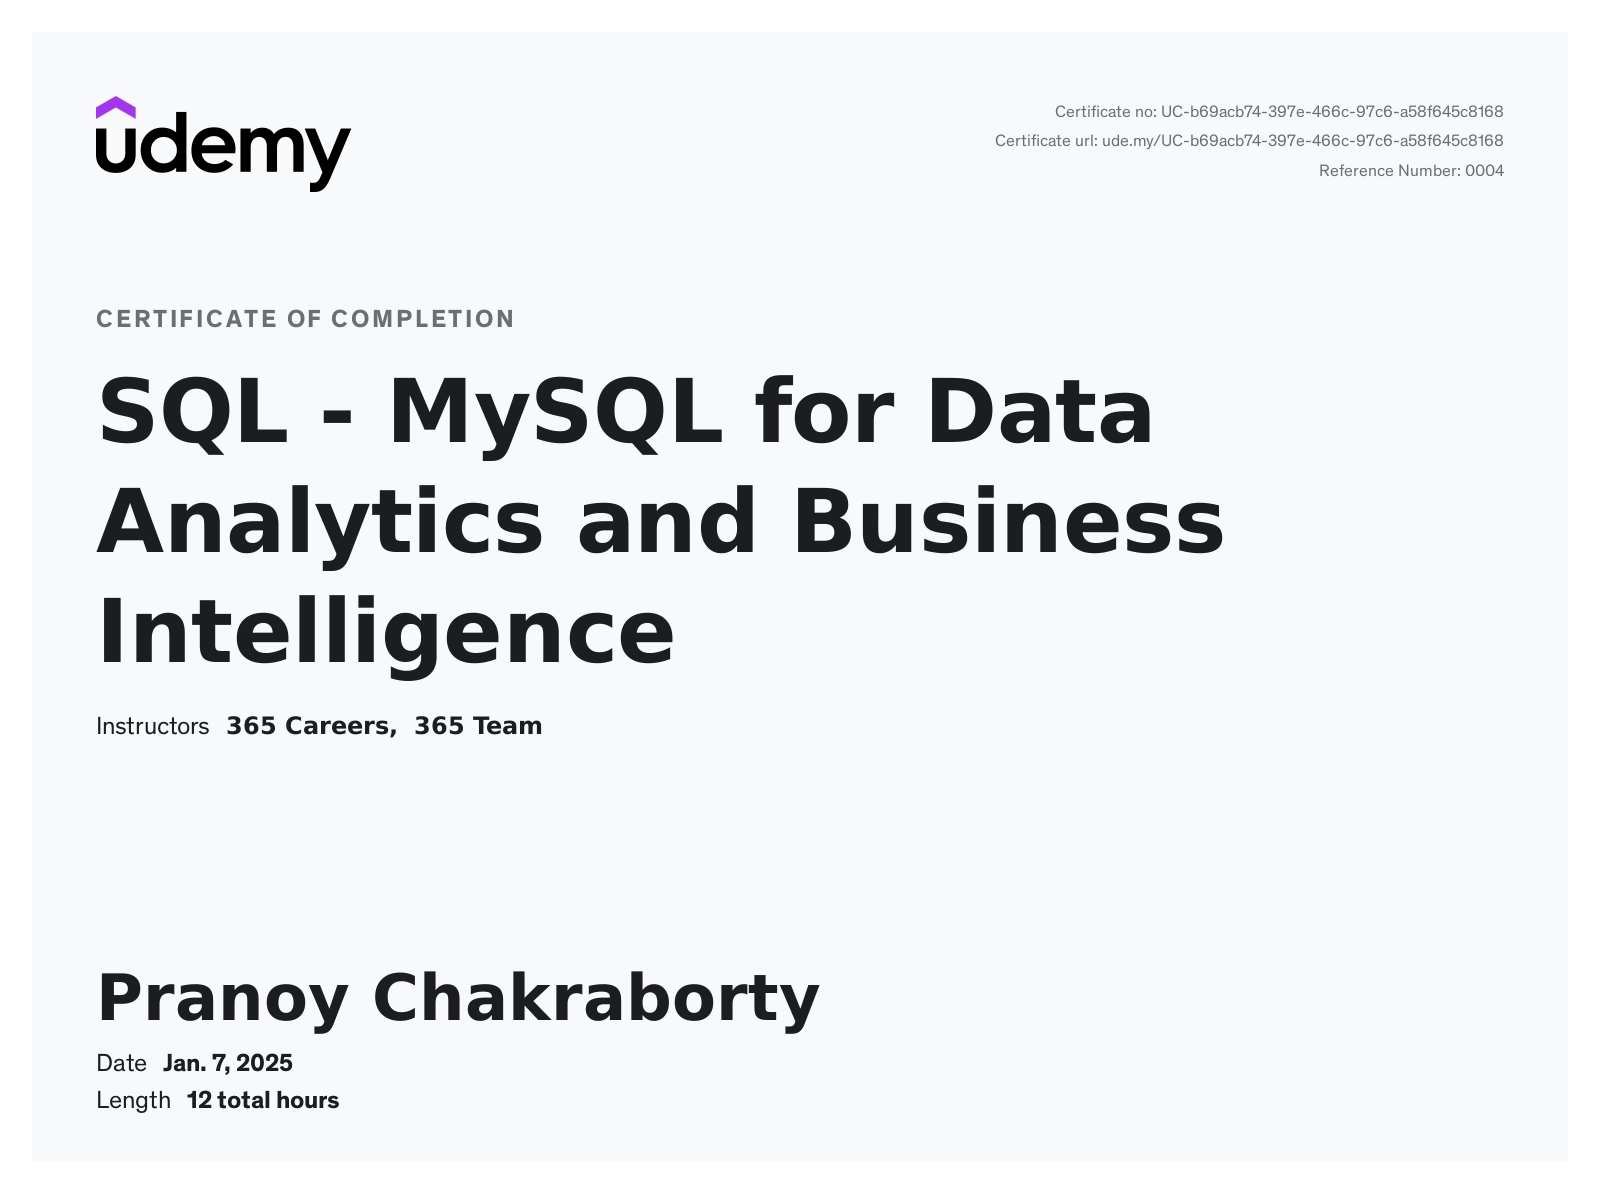 udemy
Certificate no: UC-b69acb74-397e-466c-97c6-a58f645c8168
Certificate url: ude.my/UC-b69acb74-397e-466c-97c6-a58f645c8168
Reference Number: 0004
CERTIFICATE OF COMPLETION
SQL - MySQL for Data
Analytics and Business
Intelligence
Instructors 365 Careers, 365 Team
Pranoy Chakraborty
Date Jan. 7, 2025
Length 12 total hours